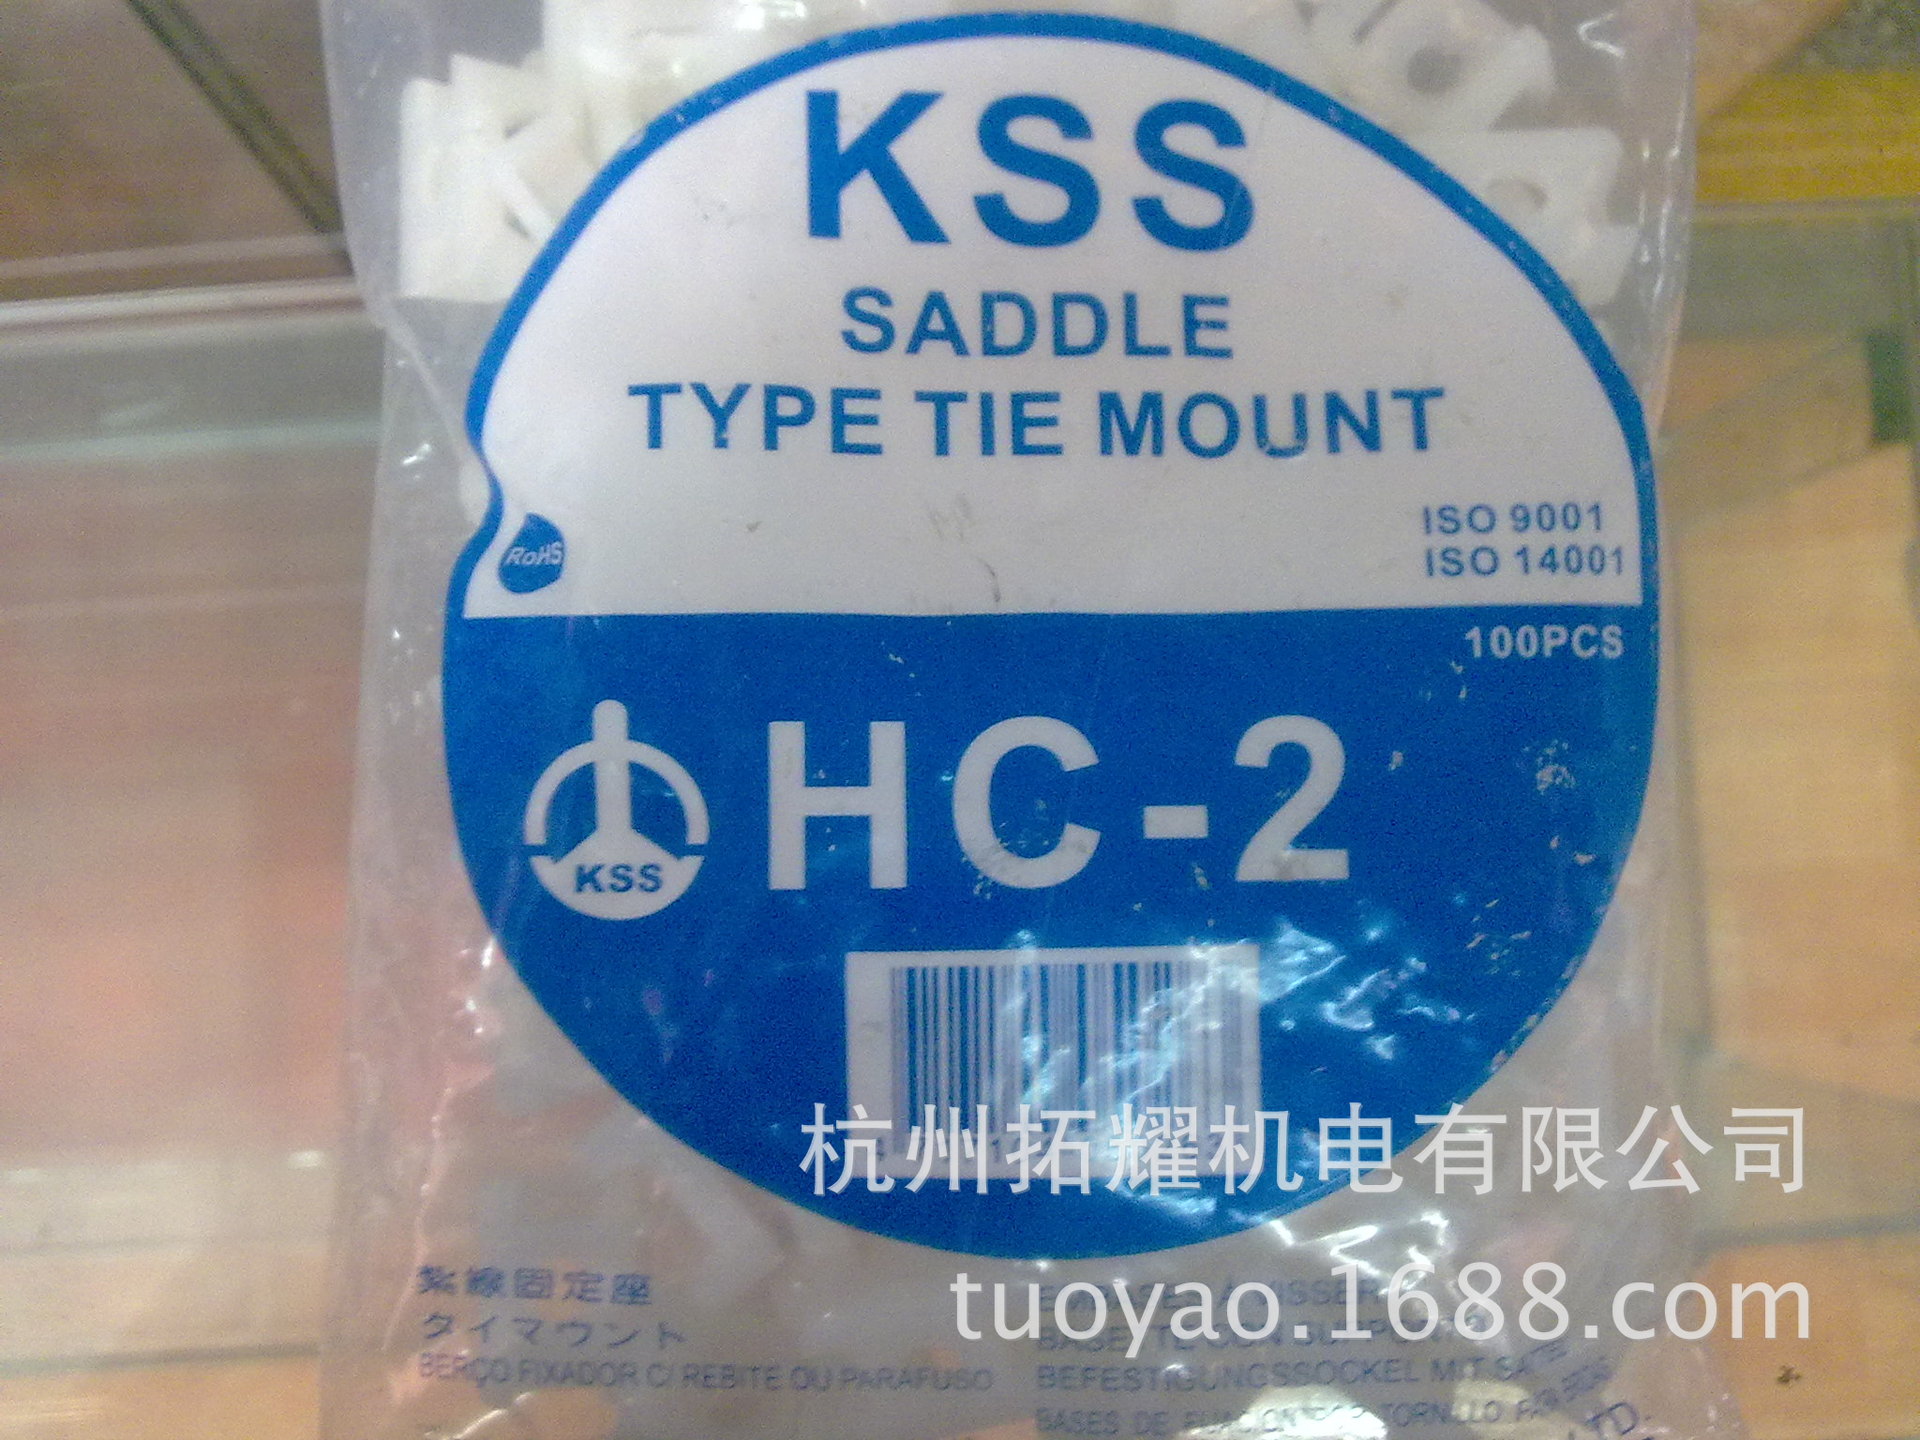 KSS
SADDLE
TYPE TIE MOUNT
RoHS
ISO 9001
ISO 14001
100PCS
KSS
HC-2
杭州拓耀机电有限公司
tuoyao.1688.com
紮線固定座
タイマウント
BERÇO FIXADOR C/ REBITE OU PARAFUSO
BEFESTIGUNGSSOCKEL MIT
BASES DE